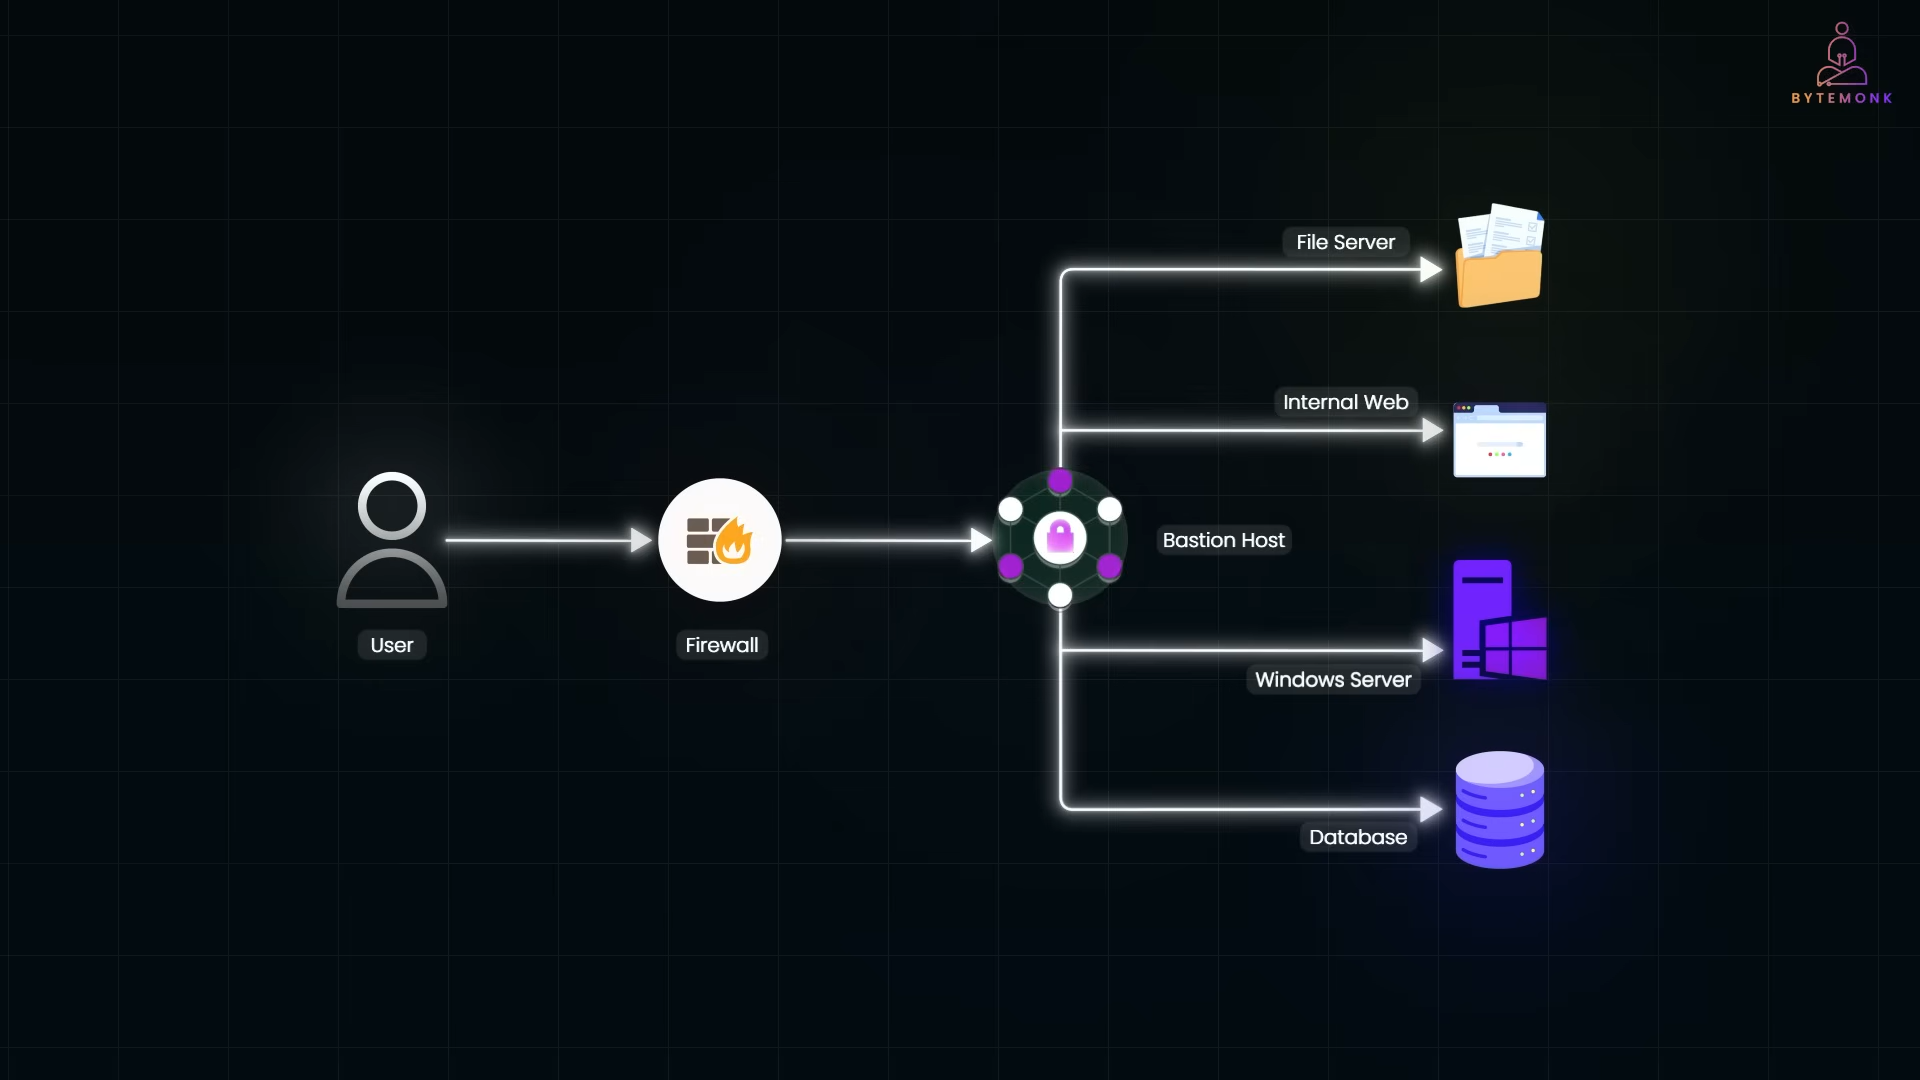 BYTEMONK
File Server
Internal Web
Bastion Host
User
Firewall
Windows Server
Database